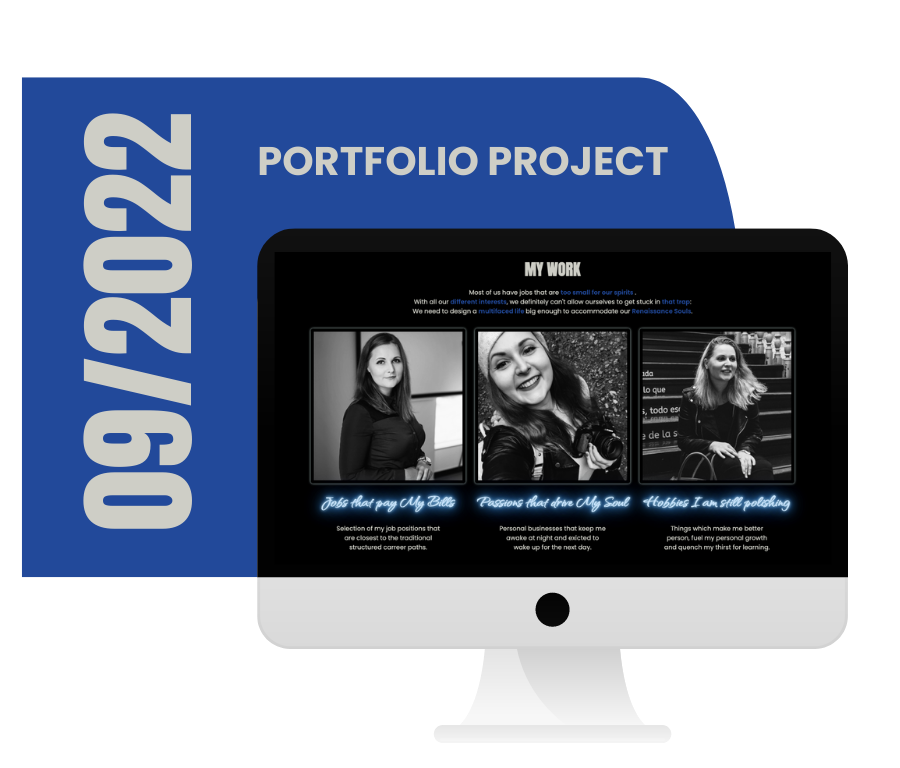 09/2022
PORTFOLIO PROJECT
MY WORK
Most of us have jobs that are too small for our spirits .
With all our different interests, we definitely can't allow ourselves to get stuck in that trap:
We need to design a multifaced life big enough to accommodate our Renaissance Souls.
ada
lo que
s, todo es
e de la s
Jobs that pay My Bills
Passions that drive My Soul
Hobbies I am still polishing
Selection of my job positions that
are closest to the traditional
structured carreer paths.
Personal businesses that keep me
awake at night and exicted to
wake up for the next day.
Things which make me better
person, fuel my personal growth
and quench my thirst for learning.